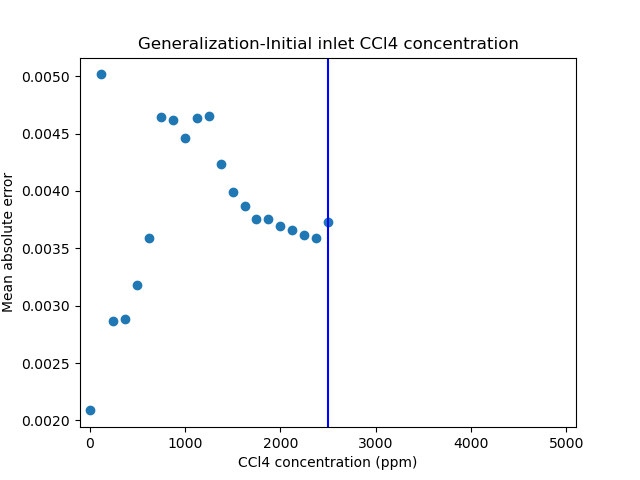 Generalization-Initial inlet CCl4 concentration
0.0050
0.0045
0.0040
0.0035
0.0030
0.0025
0.0020
Mean absolute error
0 1000 2000 3000 4000 5000
CCl4 concentration (ppm)